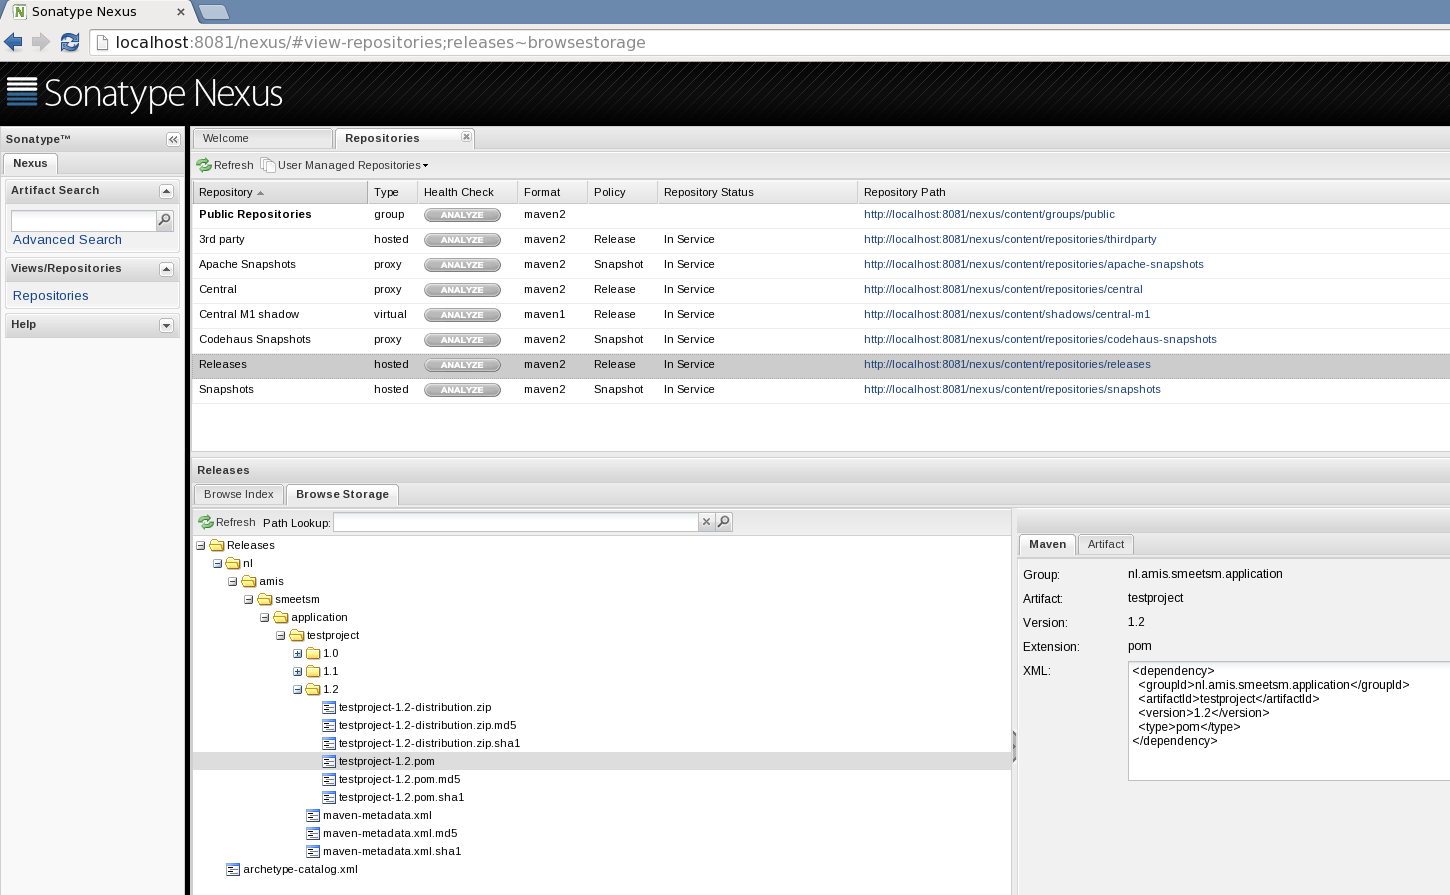 Sonatype Nexus
localhost:8081/nexus/#view-repositories;releases~browsestorage
Sonatype Nexus
Sonatype™
Nexus
Artifact Search
Advanced Search
Views/Repositories
Repositories
Help
Welcome
Repositories
Refresh
User Managed Repositories
Repository Type Health Check Format Policy Repository Status Repository Path
Public Repositories group ANALYZE maven2 http://localhost:8081/nexus/content/groups/public
3rd party hosted ANALYZE maven2 Release In Service http://localhost:8081/nexus/content/repositories/thirdparty
Apache Snapshots proxy ANALYZE maven2 Snapshot In Service http://localhost:8081/nexus/content/repositories/apache-snapshots
Central proxy ANALYZE maven2 Release In Service http://localhost:8081/nexus/content/repositories/central
Central M1 shadow virtual ANALYZE maven1 Release In Service http://localhost:8081/nexus/content/shadows/central-m1
Codehaus Snapshots proxy ANALYZE maven2 Snapshot In Service http://localhost:8081/nexus/content/repositories/codehaus-snapshots
Releases hosted ANALYZE maven2 Release In Service http://localhost:8081/nexus/content/repositories/releases
Snapshots hosted ANALYZE maven2 Snapshot In Service http://localhost:8081/nexus/content/repositories/snapshots
Releases
Browse Index
Browse Storage
Refresh
Path Lookup:
Releases
nl
amis
smeetsm
application
testproject
1.0
1.1
1.2
testproject-1.2-distribution.zip
testproject-1.2-distribution.zip.md5
testproject-1.2-distribution.zip.sha1
testproject-1.2.pom
testproject-1.2.pom.md5
testproject-1.2.pom.sha1
maven-metadata.xml
maven-metadata.xml.md5
maven-metadata.xml.sha1
archetype-catalog.xml
Maven
Artifact
Group: nl.amis.smeetsm.application
Artifact: testproject
Version: 1.2
Extension: pom
XML:
<dependency>
<groupId>nl.amis.smeetsm.application</groupId>
<artifactId>testproject</artifactId>
<version>1.2</version>
<type>pom</type>
</dependency>